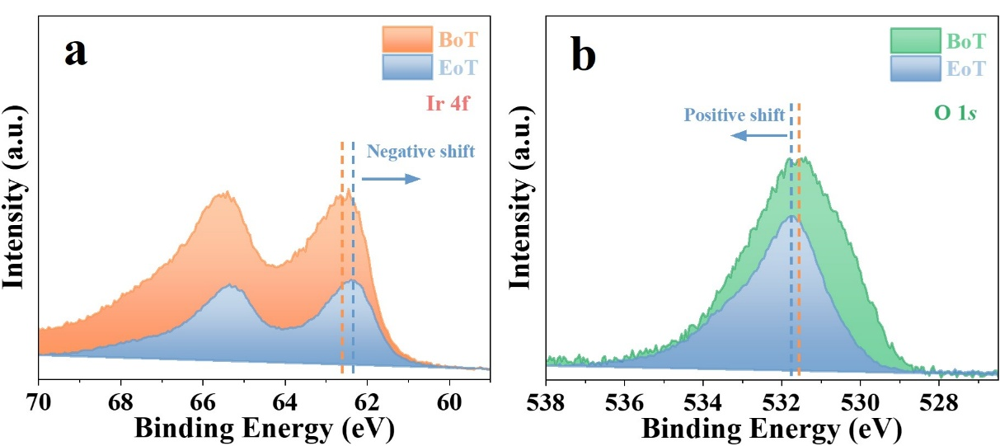 a
BoT
EoT
Ir 4f
Negative shift
Intensity (a.u.)
70 68 66 64 62 60
Binding Energy (eV)
b
BoT
EoT
O 1s
Positive shift
Intensity (a.u.)
538 536 534 532 530 528
Binding Energy (eV)